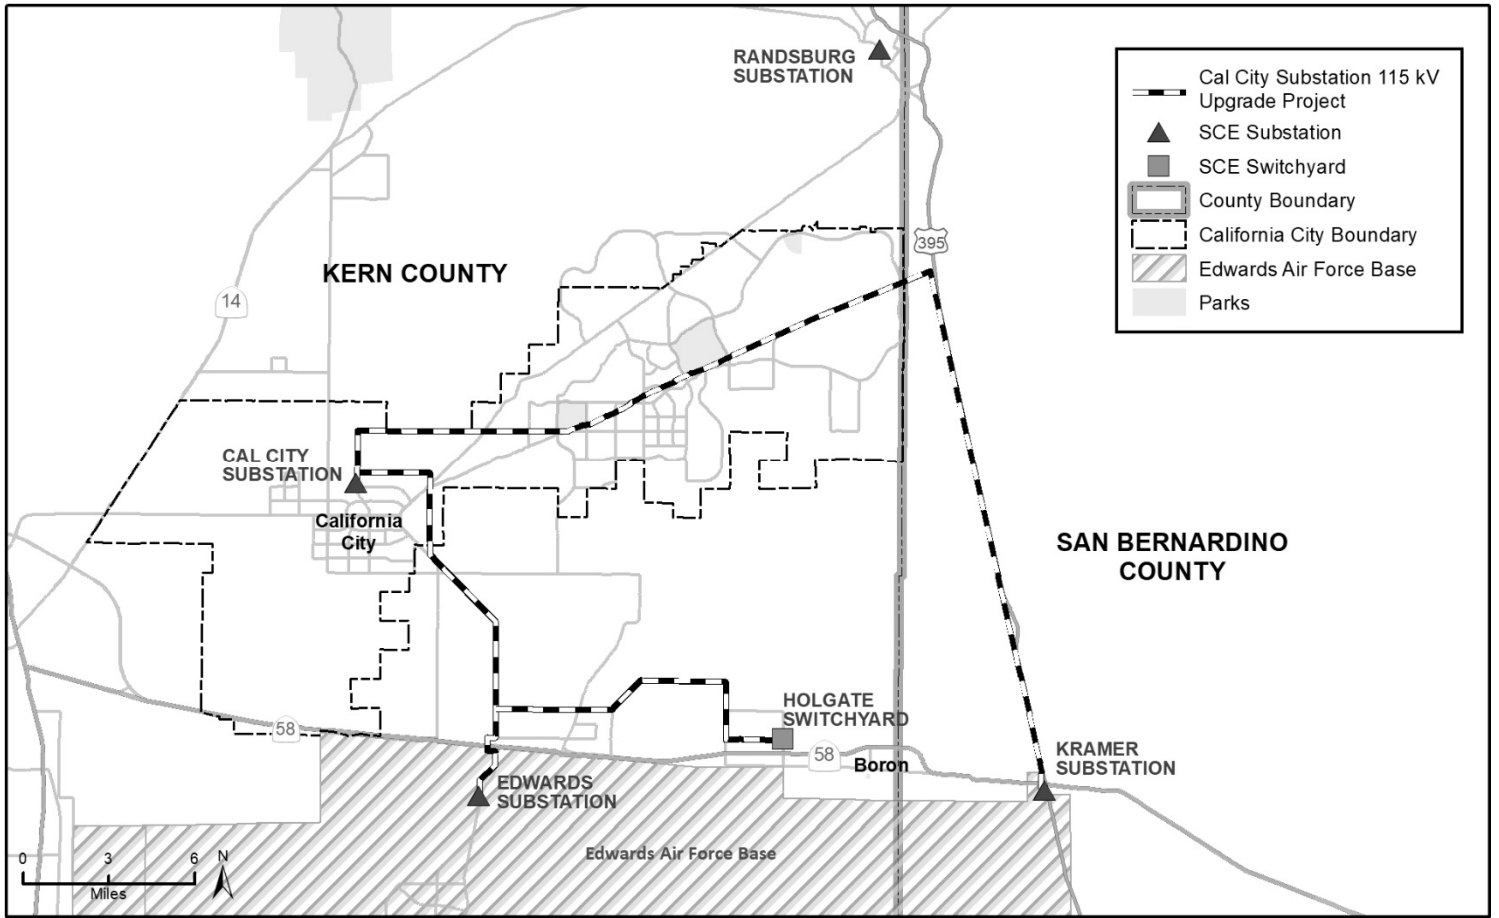 RANDSBURG
SUBSTATION
Cal City Substation 115 kV
Upgrade Project
SCE Substation
SCE Switchyard
County Boundary
California City Boundary
Edwards Air Force Base
Parks
395
KERN COUNTY
14
CAL CITY
SUBSTATION
California
City
SAN BERNARDINO
COUNTY
HOLGATE
SWITCHYARD
58
58
Boron
KRAMER
SUBSTATION
EDWARDS
SUBSTATION
Edwards Air Force Base
0 3 6
Miles
N